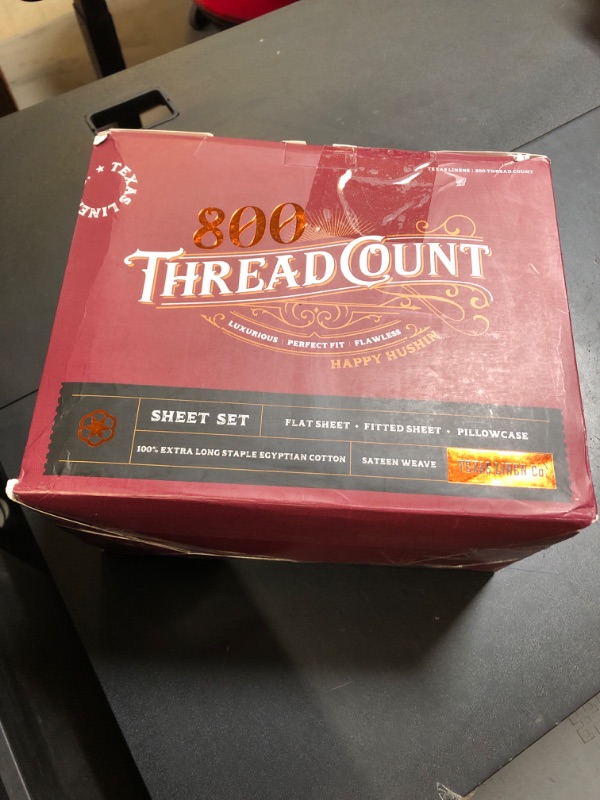 TEXAS LINENS | 800 THREAD COUNT
★ TEXAS LINE
800
THREAD COUNT
LUXURIOUS | PERFECT FIT | FLAWLESS
HAPPY HUSHIN
SHEET SET
FLAT SHEET • FITTED SHEET • PILLOWCASE
100% EXTRA LONG STAPLE EGYPTIAN COTTON
SATEEN WEAVE
TEXAS LINEN Co.